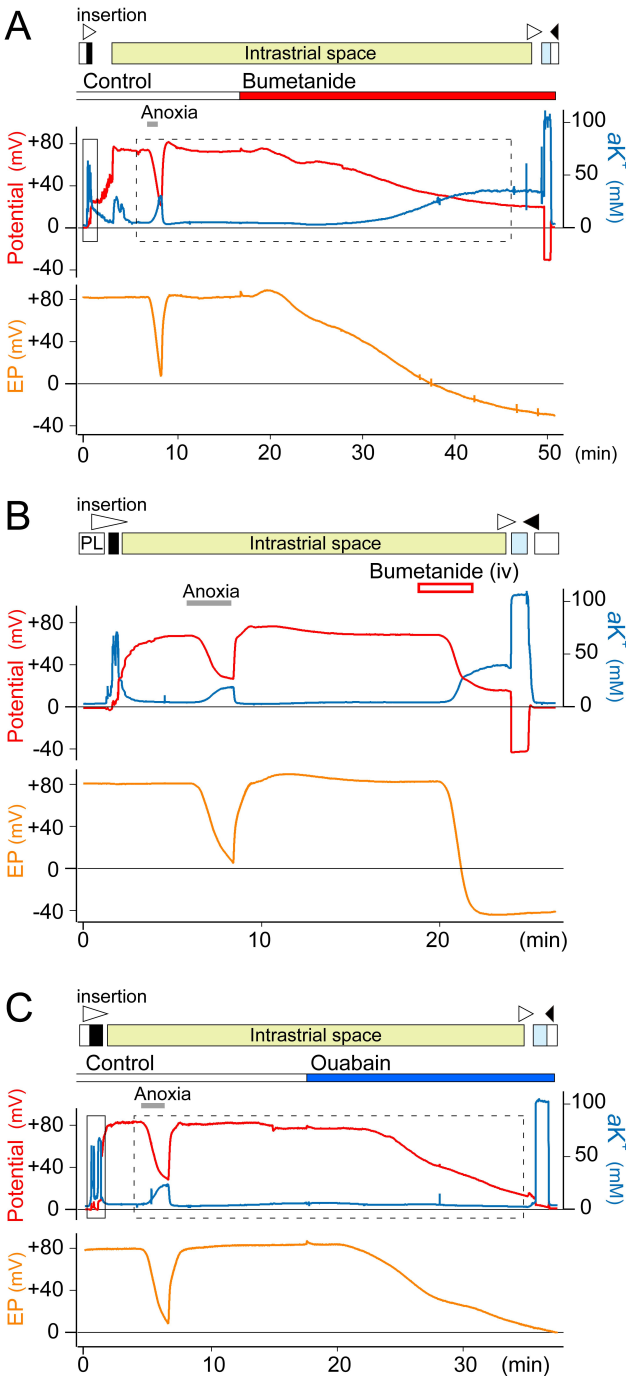 A
insertion
Intrastrial space
Control
Bumetanide
Anoxia
+80
+40
0
-40
Potential (mV)
100
50
0
aK+ (mM)
+80
+40
0
-40
EP (mV)
0
10
20
30
40
50
(min)
B
insertion
PL
Intrastrial space
Bumetanide (iv)
Anoxia
+80
+40
0
-40
Potential (mV)
100
50
0
aK+ (mM)
+80
+40
0
-40
EP (mV)
0
10
20
(min)
C
insertion
Intrastrial space
Control
Ouabain
Anoxia
+80
+40
0
Potential (mV)
100
50
0
aK+ (mM)
+80
+40
0
EP (mV)
0
10
20
30
(min)